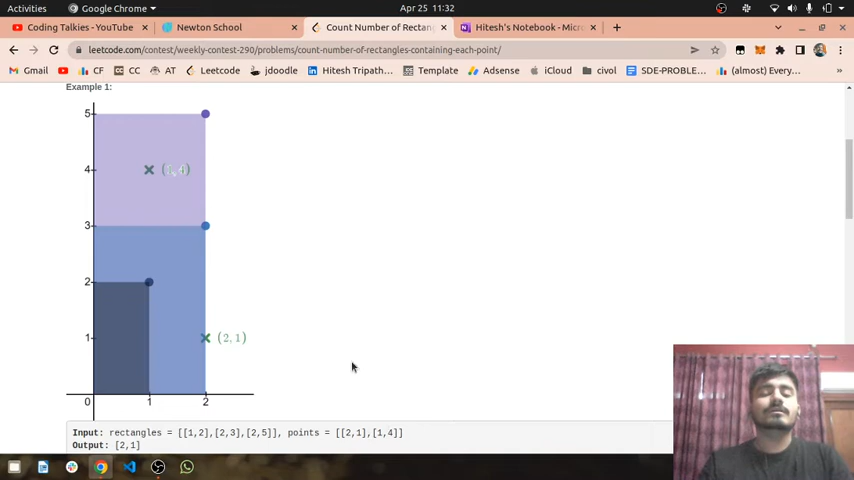 Activities Google Chrome Apr 25 11:32
Coding Talkies - YouTube Newton School Count Number of Rectan Hitesh's Notebook - Micro
leetcode.com/contest/weekly-contest-290/problems/count-number-of-rectangles-containing-each-point/
Gmail CF CC AT Leetcode jdoodle Hitesh Tripath... Template Adsense iCloud civol SDE-PROBLE... (almost) Every...
Example 1:
5
4 (1,4)
3
2
1 (2,1)
0 1 2
Input: rectangles = [[1,2],[2,3],[2,5]], points = [[2,1],[1,4]]
Output: [2,1]